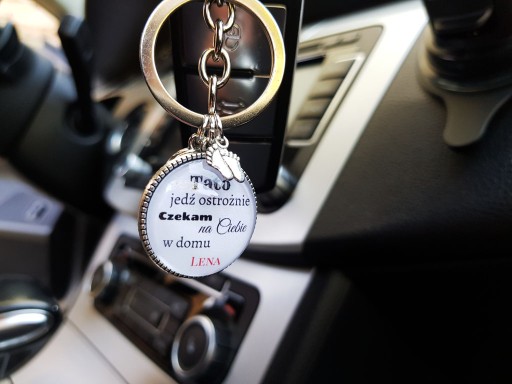 Tato
jedź ostrożnie
Czekam
na Ciebie
w domu
LENA